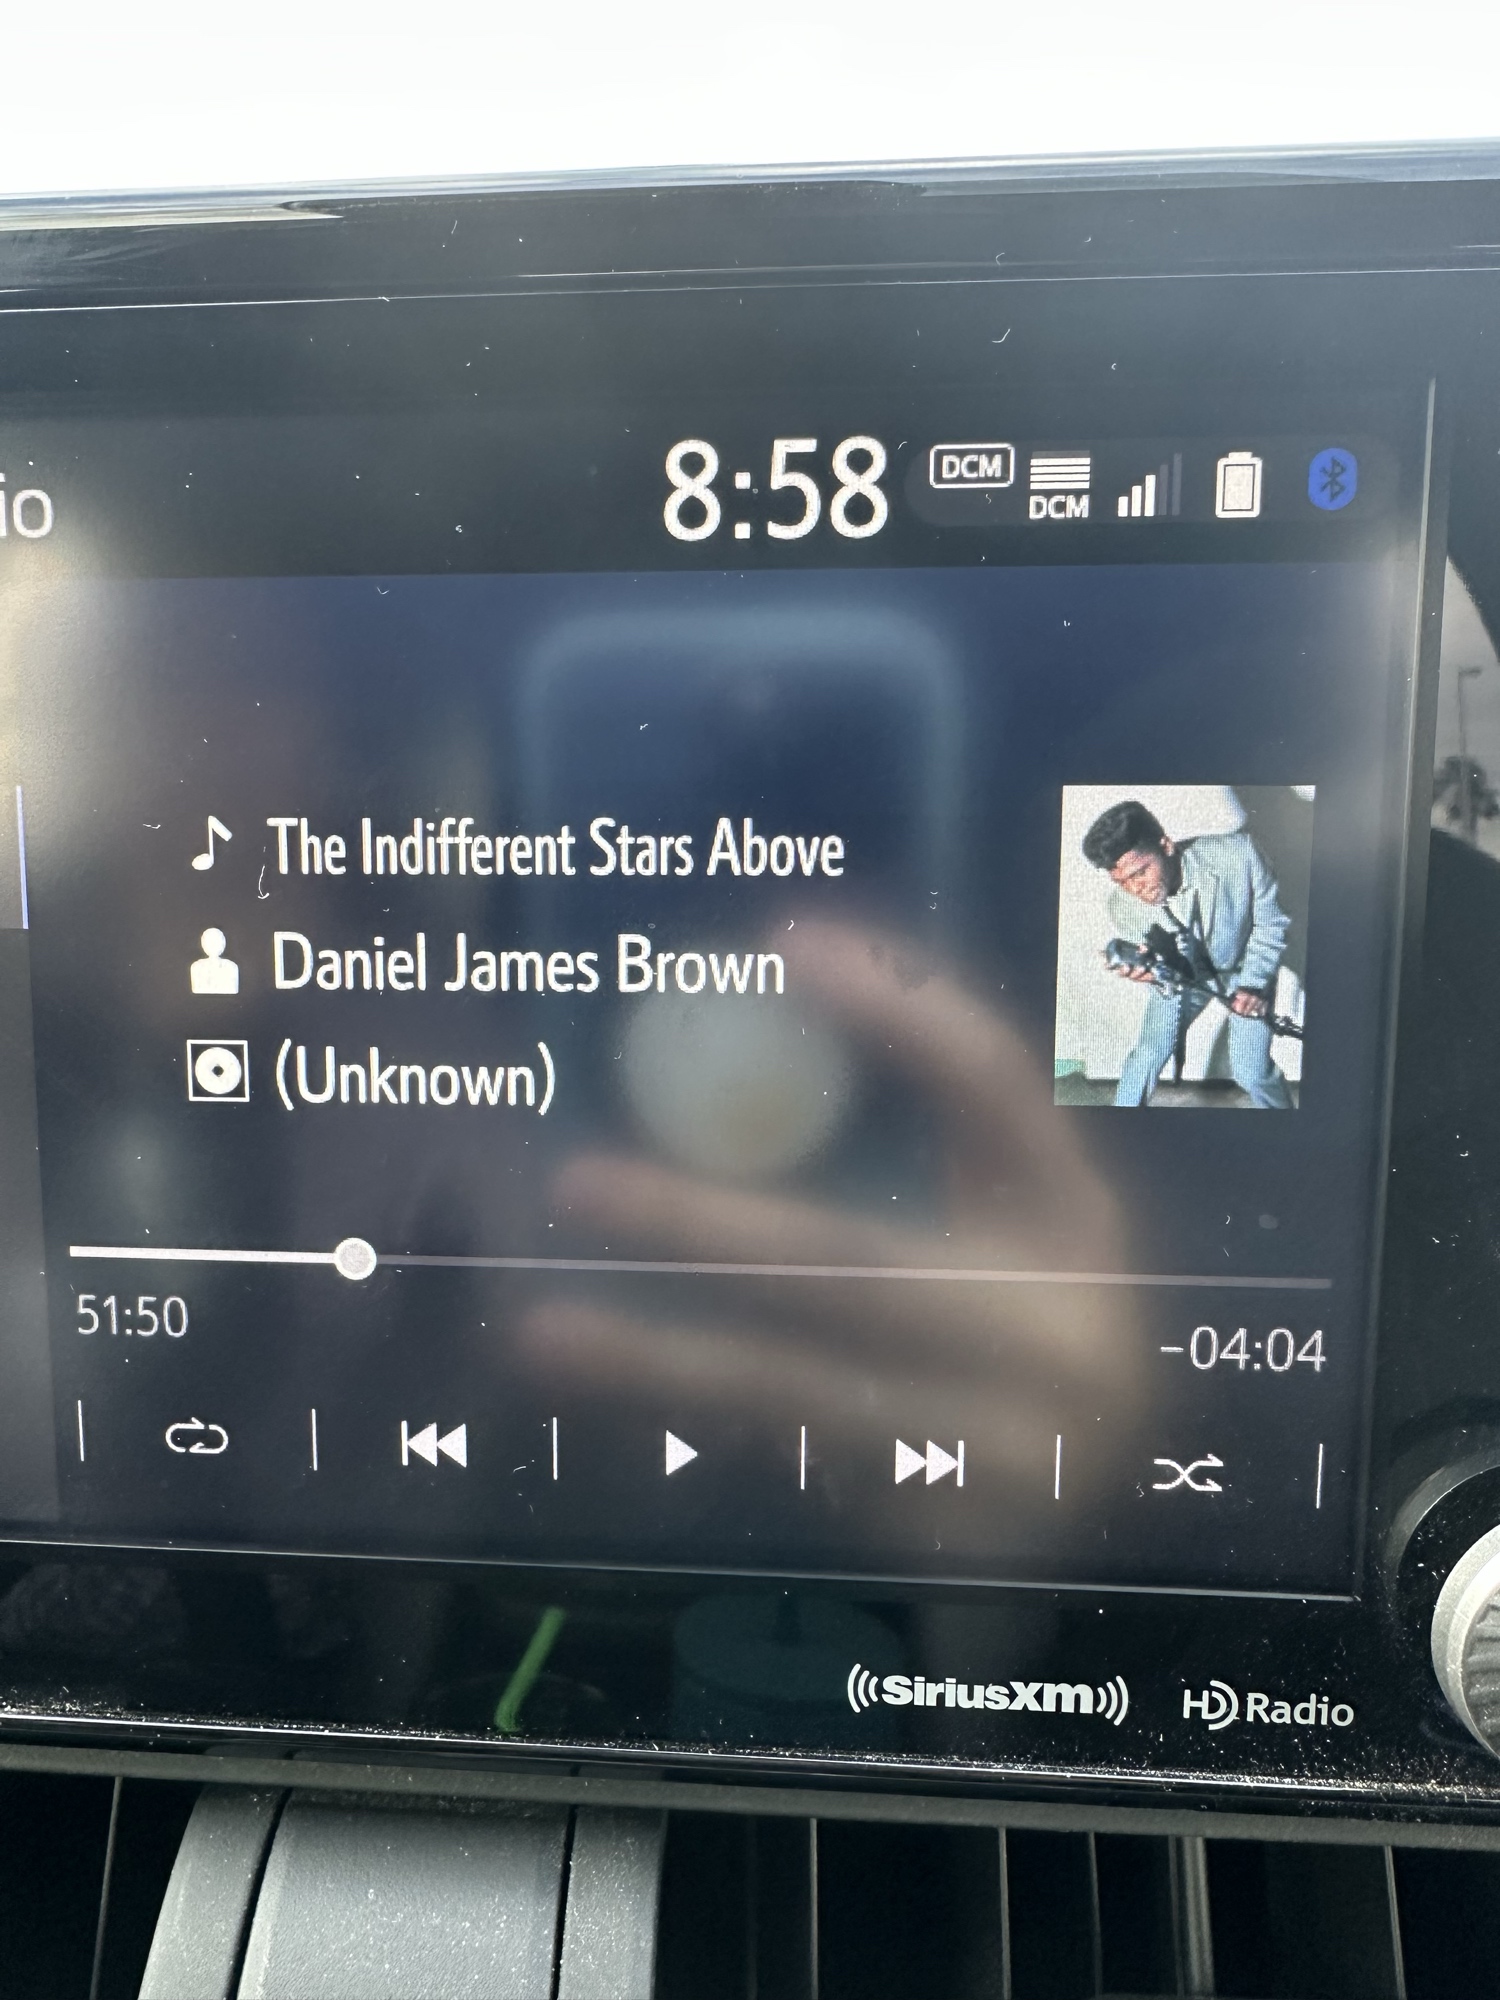 io
8:58
DCM
DCM
The Indifferent Stars Above
Daniel James Brown
(Unknown)
51:50
-04:04
((SiriusXM))
HD Radio